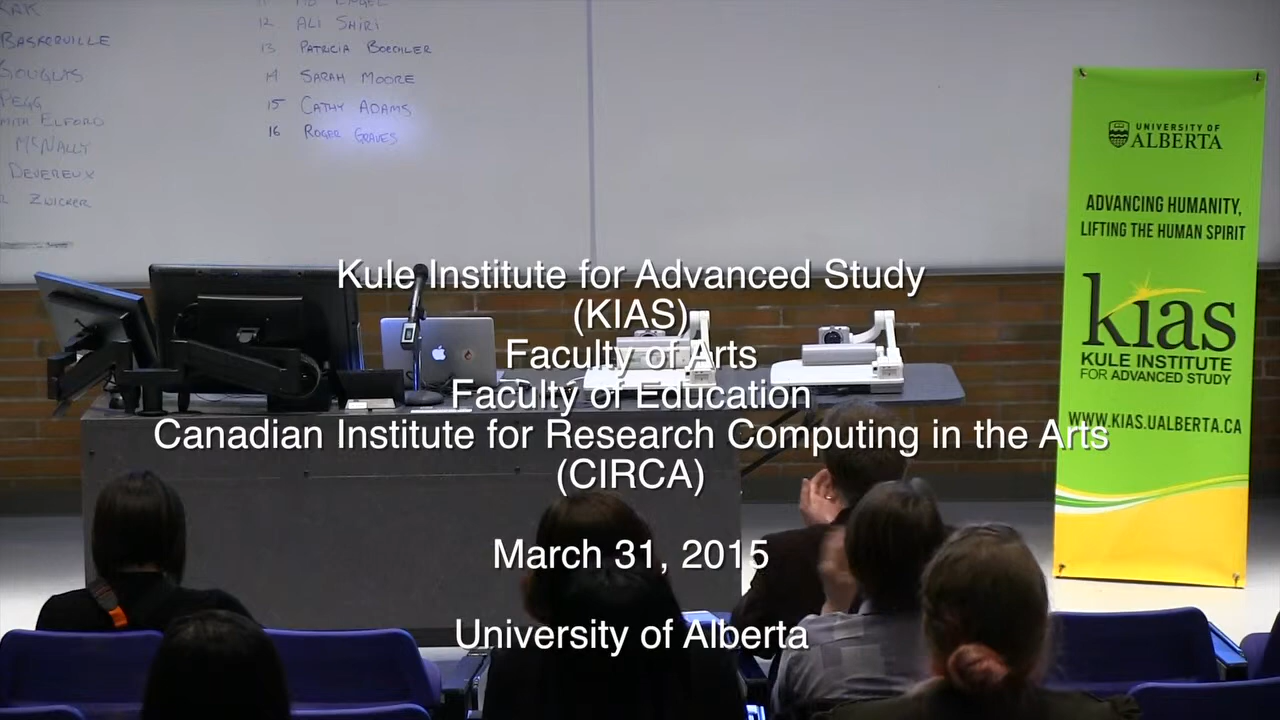 BASKERVILLE
DOUGLAS
PEGG
ELFORD
McNALLY
DEVEREUX
ZWICKER
12 ALI SHIRI
13 PATRICIA BOECHLER
14 SARAH MOORE
15 CATHY ADAMS
16 ROGER GRAVES
UNIVERSITY OF
ALBERTA
ADVANCING HUMANITY,
LIFTING THE HUMAN SPIRIT
kias
KULE INSTITUTE
FOR ADVANCED STUDY
WWW.KIAS.UALBERTA.CA
Kule Institute for Advanced Study
(KIAS)
Faculty of Arts
Faculty of Education
Canadian Institute for Research Computing in the Arts
(CIRCA)
March 31, 2015
University of Alberta